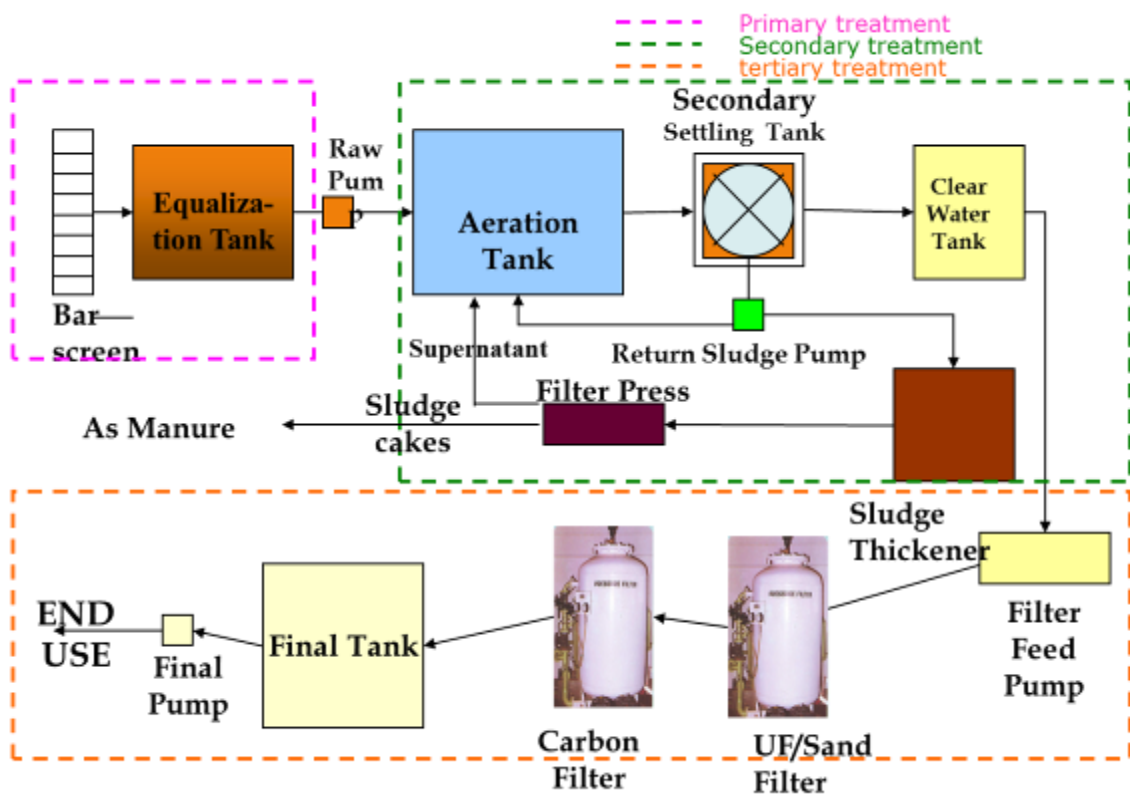 Primary treatment
Secondary treatment
tertiary treatment
Secondary
Settling Tank
Raw
Pum
p
Equaliza-
tion Tank
Aeration
Tank
Clear
Water
Tank
Bar
screen
Supernatant
Return Sludge Pump
Filter Press
Sludge
cakes
As Manure
Sludge
Thickener
END
USE
Final Tank
Final
Pump
Filter
Feed
Pump
Carbon
Filter
UF/Sand
Filter